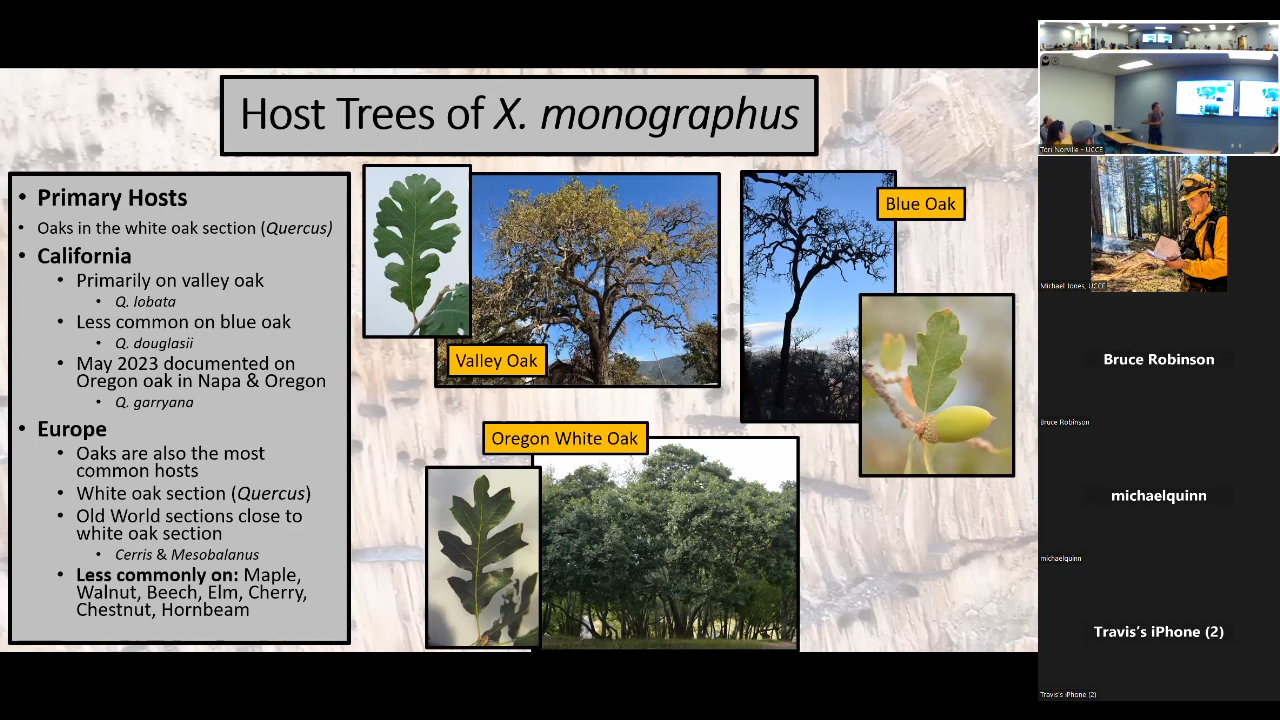 Host Trees of X. monographus
• Primary Hosts
• Oaks in the white oak section (Quercus)
• California
• Primarily on valley oak
• Q. lobata
• Less common on blue oak
• Q. douglasii
• May 2023 documented on
Oregon oak in Napa & Oregon
• Q. garryana
• Europe
• Oaks are also the most
common hosts
• White oak section (Quercus)
• Old World sections close to
white oak section
• Cerris & Mesobalanus
• Less commonly on: Maple,
Walnut, Beech, Elm, Cherry,
Chestnut, Hornbeam
Valley Oak
Blue Oak
Oregon White Oak
Tori Norville - UCCE
Michael Jones, UCCE
Bruce Robinson
Bruce Robinson
michaelquinn
michaelquinn
Travis's iPhone (2)
Travis's iPhone (2)